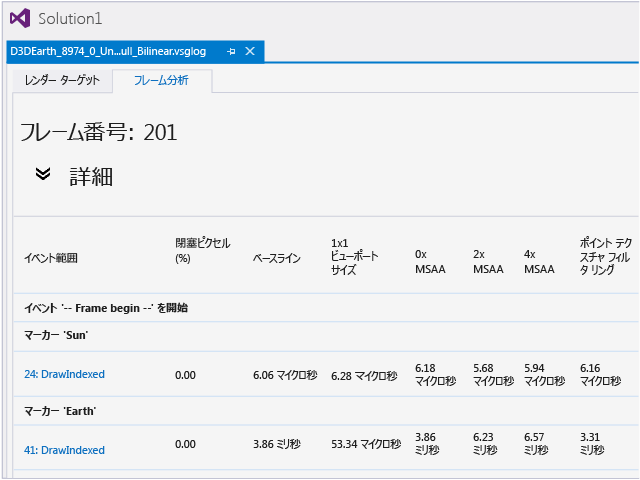 Solution1
D3DEarth_8974_0_Un...ull_Bilinear.vsglog
レンダー ターゲット フレーム分析
フレーム番号: 201
詳細
イベント範囲 閉塞ピクセル (%) ベースライン 1x1 ビューポート サイズ 0x MSAA 2x MSAA 4x MSAA ポイント テクスチャ フィルタ リング
イベント '-- Frame begin --' を開始
マーカー 'Sun'
24: DrawIndexed 0.00 6.06 マイクロ秒 6.28 マイクロ秒 6.18 マイクロ秒 5.68 マイクロ秒 5.94 マイクロ秒 6.16 マイクロ秒
マーカー 'Earth'
41: DrawIndexed 0.00 3.86 ミリ秒 53.34 マイクロ秒 3.86 ミリ秒 6.23 ミリ秒 6.57 ミリ秒 3.31 ミリ秒